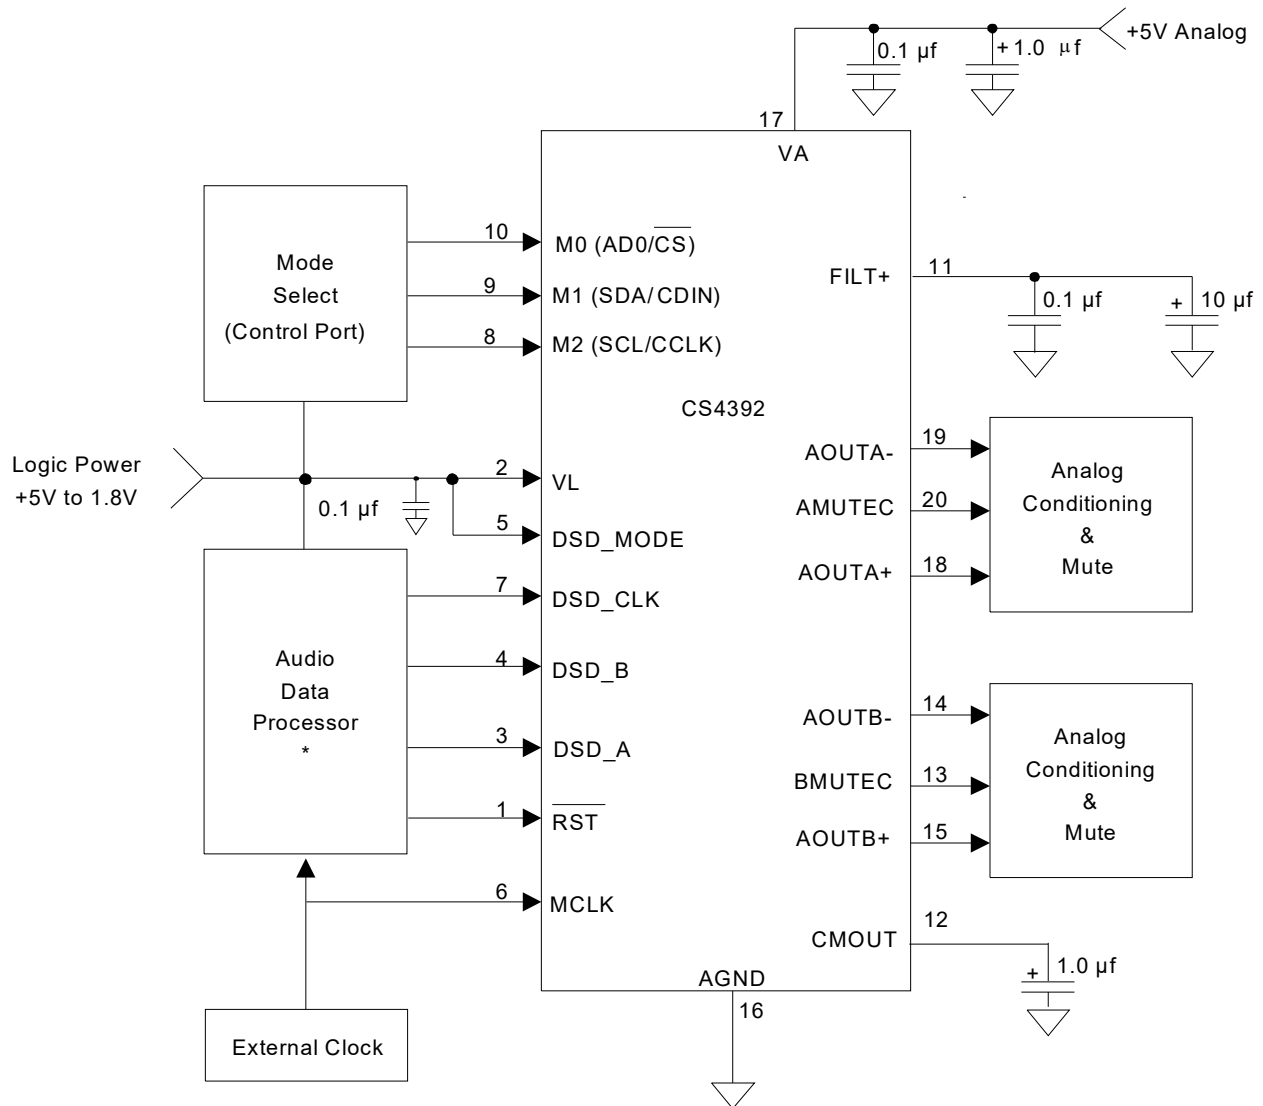 +5V Analog
0.1 µf
+ 1.0 µf
17
VA
Mode
Select
(Control Port)
10
M0 (AD0/CS)
9
M1 (SDA/CDIN)
8
M2 (SCL/CCLK)
FILT+
11
0.1 µf
+ 10 µf
CS4392
Logic Power
+5V to 1.8V
2
VL
0.1 µf
5
DSD_MODE
7
DSD_CLK
4
DSD_B
3
DSD_A
1
RST
6
MCLK
Audio
Data
Processor
*
External Clock
AOUTA-
19
AMUTEC
20
AOUTA+
18
Analog
Conditioning
&
Mute
AOUTB-
14
BMUTEC
13
AOUTB+
15
Analog
Conditioning
&
Mute
CMOUT
12
+ 1.0 µf
AGND
16